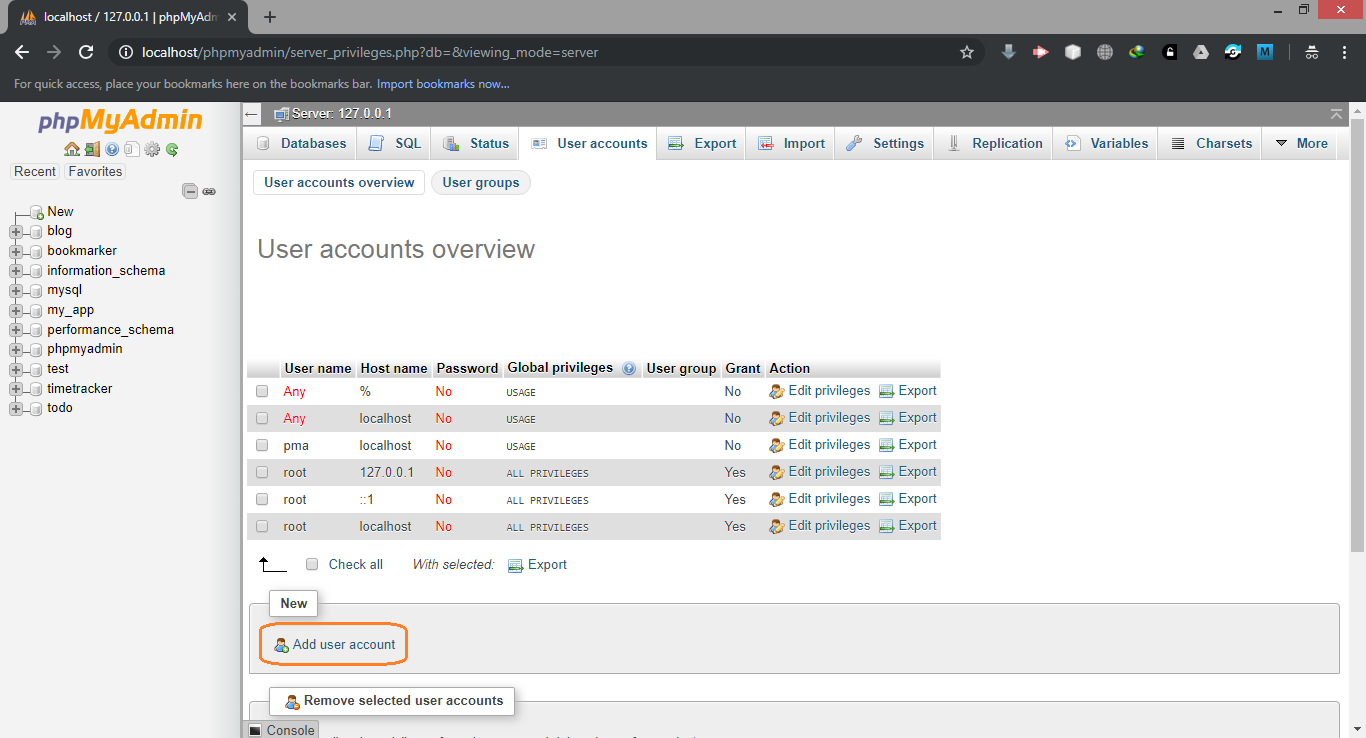 localhost / 127.0.0.1 | phpMyAdm
localhost/phpmyadmin/server_privileges.php?db=&viewing_mode=server
For quick access, place your bookmarks here on the bookmarks bar. Import bookmarks now...
phpMyAdmin
Recent Favorites
New
blog
bookmarker
information_schema
mysql
my_app
performance_schema
phpmyadmin
test
timetracker
todo
Server: 127.0.0.1
Databases SQL Status User accounts Export Import Settings Replication Variables Charsets More
User accounts overview User groups
User accounts overview
User name Host name Password Global privileges User group Grant Action
Any % No USAGE No Edit privileges Export
Any localhost No USAGE No Edit privileges Export
pma localhost No USAGE No Edit privileges Export
root 127.0.0.1 No ALL PRIVILEGES Yes Edit privileges Export
root ::1 No ALL PRIVILEGES Yes Edit privileges Export
root localhost No ALL PRIVILEGES Yes Edit privileges Export
Check all With selected: Export
New
Add user account
Remove selected user accounts
Console